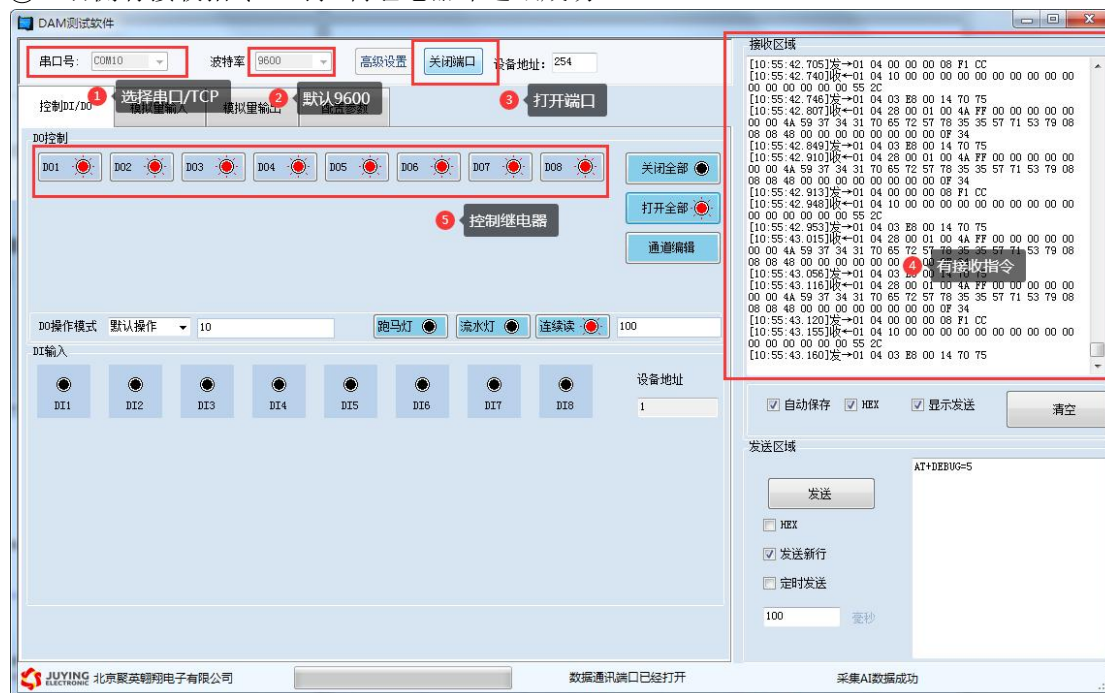 DAM测试软件
串口号: COM10 波特率 9600 高级设置 关闭端口 设备地址: 254
1 选择串口/TCP 2 默认9600 3 打开端口
控制DI/DO 模拟量输入 模拟量输出
DO控制
DO1 DO2 DO3 DO4 DO5 DO6 DO7 DO8 关闭全部
打开全部
5 控制继电器
通道编辑
DO操作模式 默认操作 10 跑马灯 流水灯 连续读 100
DI输入
设备地址
DI1 DI2 DI3 DI4 DI5 DI6 DI7 DI8 1
接收区域
[10:55:42.705]发→01 04 00 00 00 08 F1 CC
[10:55:42.740]收←01 04 10 00 00 00 00 00 00 00 00 00
00 00 00 00 00 00 55 2C
[10:55:42.746]发→01 04 03 E8 00 14 70 75
[10:55:42.807]收←01 04 28 00 01 00 4A FF 00 00 00 00
00 00 4A 59 37 34 31 70 65 72 57 78 35 35 57 71 53 79 08
08 08 48 00 00 00 00 00 00 00 00 0F 34
[10:55:42.849]发→01 04 03 E8 00 14 70 75
[10:55:42.910]收←01 04 28 00 01 00 4A FF 00 00 00 00 00
00 00 4A 59 37 34 31 70 65 72 57 78 35 35 57 71 53 79 08
08 08 48 00 00 00 00 00 00 00 00 0F 34
[10:55:42.913]发→01 04 00 00 00 08 F1 CC
[10:55:42.948]收←01 04 10 00 00 00 00 00 00 00 00 00
00 00 00 00 00 00 55 2C
[10:55:42.953]发→01 04 03 E8 00 14 70 75
[10:55:43.015]收←01 04 28 00 01 00 4A FF 00 00 00 00 00
00 00 4A 59 37 34 31 70 65 72 57 78 35 35 57 71 53 79 08
08 08 48 00 00 00 00 00
[10:55:43.056]发→01 04 03 E8 00 14 70 75
4 有接收指令
[10:55:43.116]收←01 04 28 00 01 00 4A FF 00 00 00 00 00
00 00 4A 59 37 34 31 70 65 72 57 78 35 35 57 71 53 79 08
08 08 48 00 00 00 00 00 00 00 00 0F 34
[10:55:43.120]发→01 04 00 00 00 08 F1 CC
[10:55:43.155]收←01 04 10 00 00 00 00 00 00 00 00 00
00 00 00 00 00 00 55 2C
[10:55:43.160]发→01 04 03 E8 00 14 70 75
自动保存 HEX 显示发送 清空
发送区域
AT+DEBUG=5
发送
HEX
发送新行
定时发送
100 毫秒
JUYING ELECTRONIC 北京聚英翱翔电子有限公司 数据通讯端口已经打开 采集AI数据成功